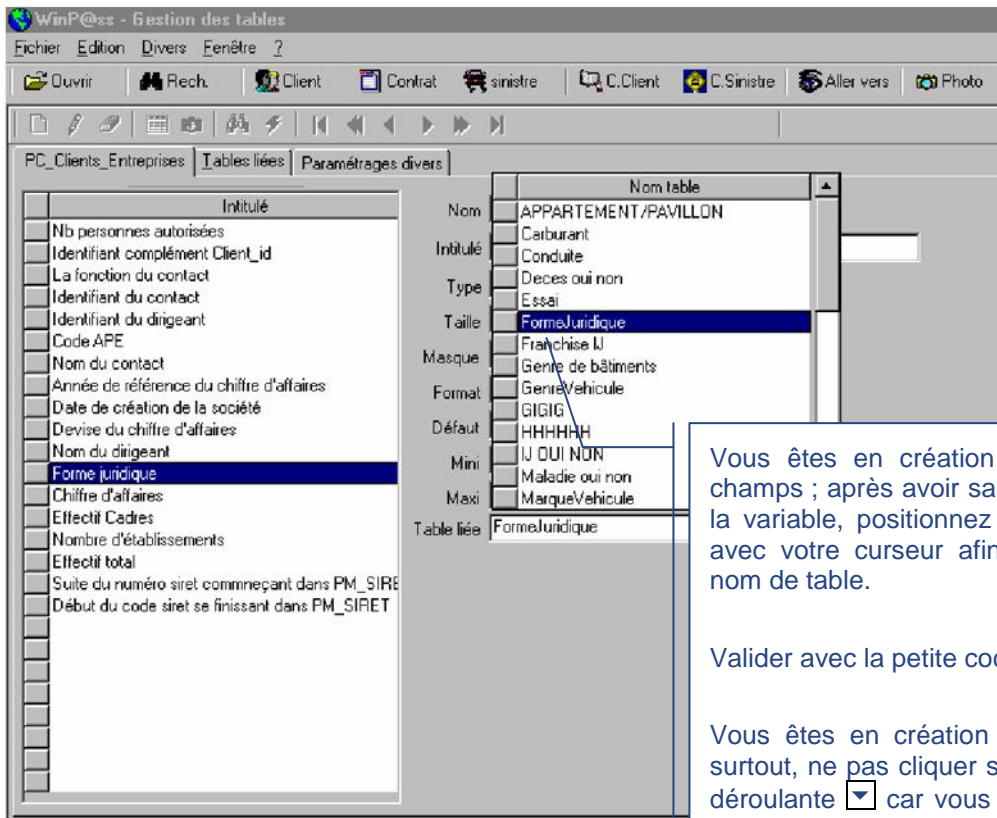 WinP@ss - Gestion des tables
Fichier Edition Divers Fenêtre ?
Ouvrir Rech. Client Contrat sinistre C.Client C.Sinistre Aller vers Photo
PC_Clients_Entreprises Tables liées Paramétrages divers
Intitulé
Nb personnes autorisées
Identifiant complément Client_id
La fonction du contact
Identifiant du contact
Identifiant du dirigeant
Code APE
Nom du contact
Année de référence du chiffre d'affaires
Date de création de la société
Devise du chiffre d'affaires
Nom du dirigeant
Forme juridique
Chiffre d'affaires
Effectif Cadres
Nombre d'établissements
Effectif total
Suite du numéro siret commneçant dans PM_SIRE
Début du code siret se finissant dans PM_SIRET
Nom
Intitulé
Type
Taille
Masque
Format
Défaut
Mini
Maxi
Table liée FormeJuridique
Nom table
APPARTEMENT/PAVILLON
Carburant
Conduite
Deces oui non
Essai
FormeJuridique
Franchise IJ
Genre de bâtiments
GenreVehicule
GIGIG
HHHHHH
IJ OUI NON
Maladie oui non
MarqueVehicule
Vous êtes en création
champs ; après avoir sa
la variable, positionnez
avec votre curseur afin
nom de table.
Valider avec la petite coc
Vous êtes en création
surtout, ne pas cliquer s
déroulante car vous